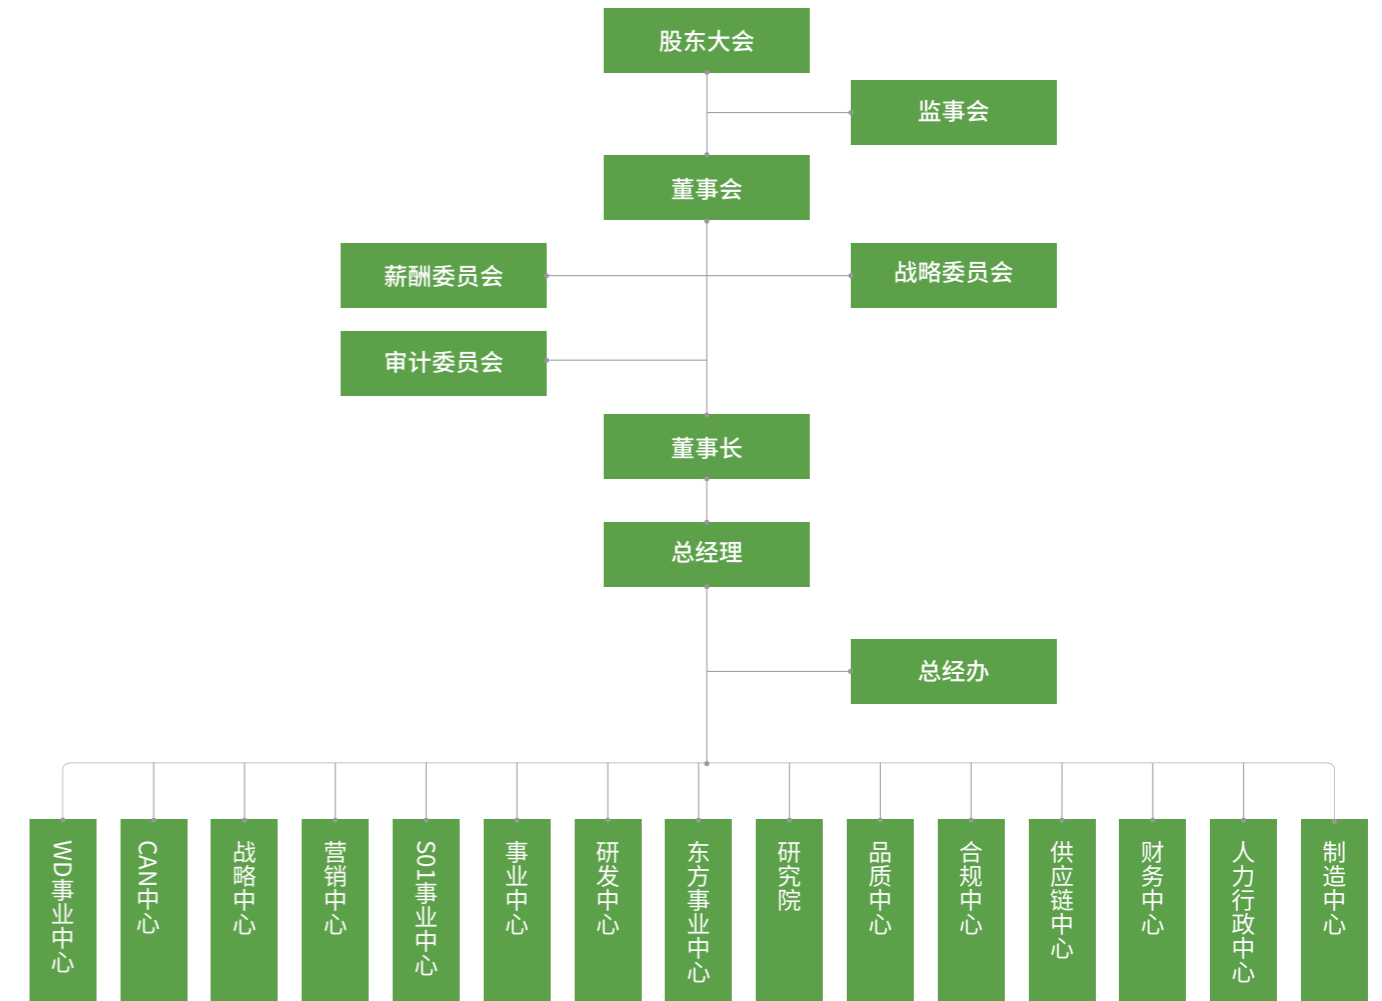 股东大会
监事会
董事会
薪酬委员会
战略委员会
审计委员会
董事长
总经理
总经办
WD事业中心
CAN中心
战略中心
营销中心
S01事业中心
事业中心
研发中心
东方事业中心
研究院
品质中心
合规中心
供应链中心
财务中心
人力行政中心
制造中心